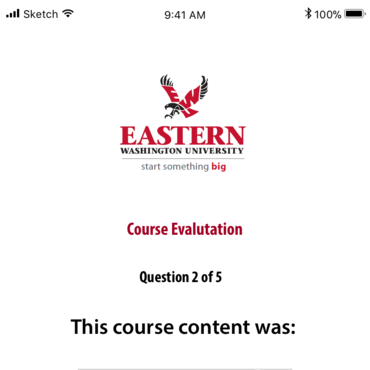 Sketch 9:41 AM 100%
EASTERN
WASHINGTON UNIVERSITY
start something big
Course Evalutation
Question 2 of 5
This course content was: